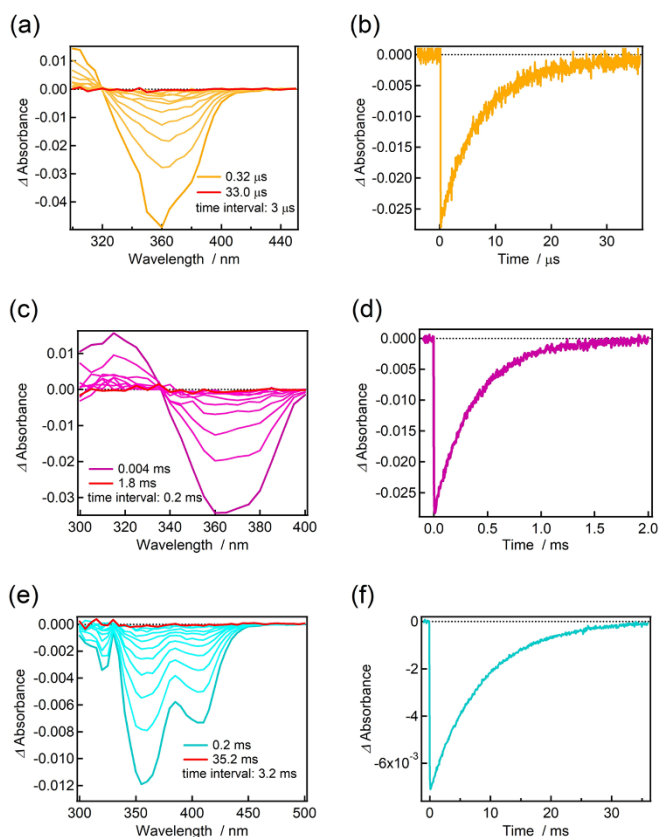 (a)
0.01
0.00
-0.01
-0.02
-0.03
-0.04
Δ Absorbance
0.32 μs
33.0 μs
time interval: 3 μs
320
360
400
440
Wavelength / nm
(b)
0.000
-0.005
-0.010
-0.015
-0.020
-0.025
Δ Absorbance
0
10
20
30
Time / μs
(c)
0.01
0.00
-0.01
-0.02
-0.03
Δ Absorbance
0.004 ms
1.8 ms
time interval: 0.2 ms
300
320
340
360
380
400
Wavelength / nm
(d)
0.000
-0.005
-0.010
-0.015
-0.020
-0.025
Δ Absorbance
0.0
0.5
1.0
1.5
2.0
Time / ms
(e)
0.000
-0.002
-0.004
-0.006
-0.008
-0.010
-0.012
Δ Absorbance
0.2 ms
35.2 ms
time interval: 3.2 ms
300
350
400
450
500
Wavelength / nm
(f)
0
-2
-4
-6x10⁻³
Δ Absorbance
0
10
20
30
Time / ms